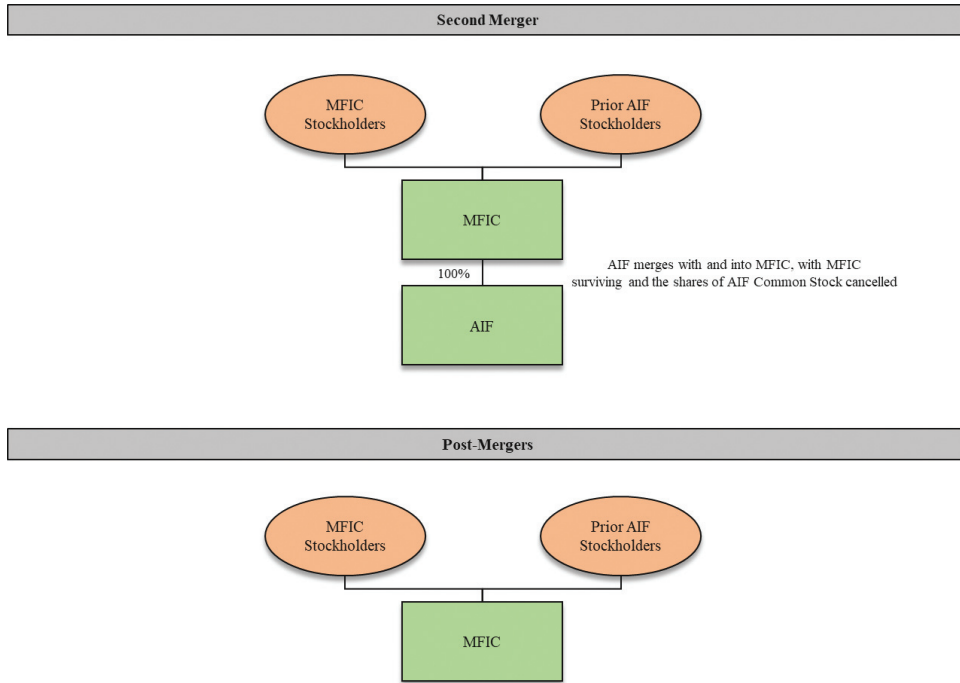 Second Merger
MFIC
Stockholders
Prior AIF
Stockholders
MFIC
100%
AIF merges with and into MFIC, with MFIC
surviving and the shares of AIF Common Stock cancelled
AIF
Post-Mergers
MFIC
Stockholders
Prior AIF
Stockholders
MFIC